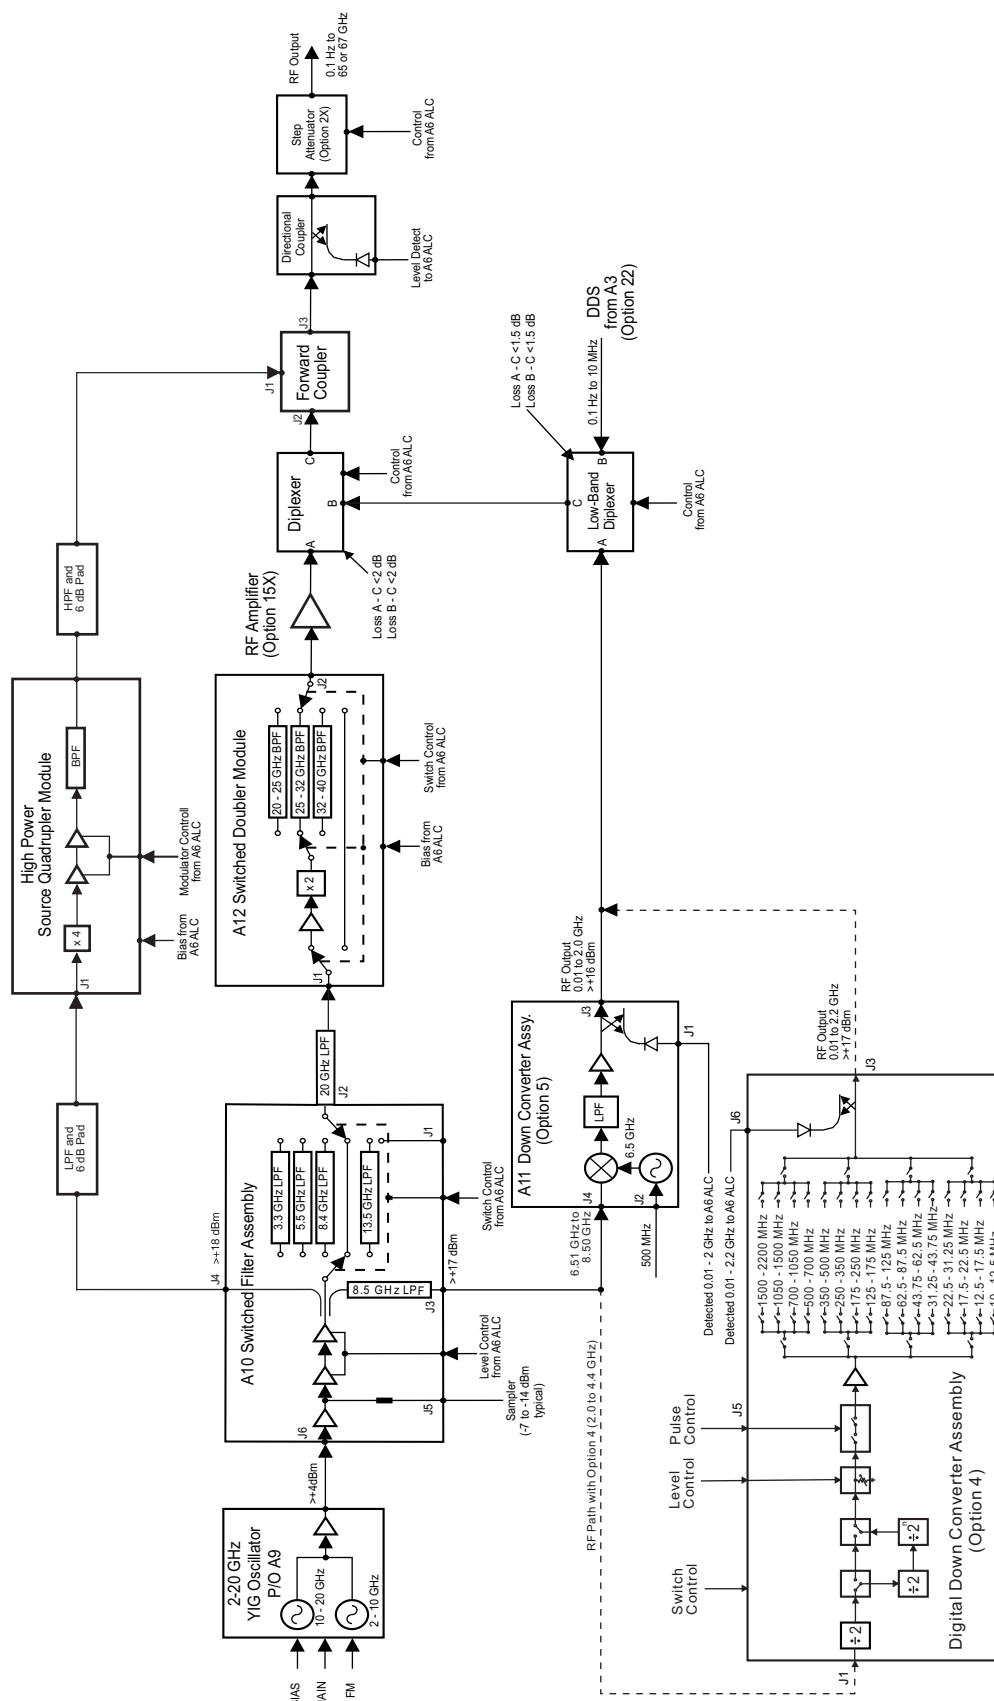 RF Output
0.1 Hz to
65 or 67 GHz
Step
Attenuator
(Option 2X)
Control
from A6 ALC
Directional
Coupler
Level Detect
to A6 ALC
J3
J1
Forward
Coupler
J2
DDS
from A3
(Option 22)
Loss A - C <1.5 dB
Loss B - C <1.5 dB
0.1 Hz to 10 MHz
C
Diplexer
B
A
Control
from A6 ALC
B
C
Low-Band
Diplexer
A
Control
from A6 ALC
HPF and
6 dB Pad
Loss A - C <2 dB
Loss B - C <2 dB
RF Amplifier
(Option 15X)
High Power
Source Quadrupler Module
BPF
x 4
J1
Modulator Controll
from A6 ALC
Bias from
A6 ALC
A12 Switched Doubler Module
J2
20 - 25 GHz BPF
25 - 32 GHz BPF
32 - 40 GHz BPF
x 2
J1
Switch Control
from A6 ALC
Bias from
A6 ALC
LPF and
6 dB Pad
20 GHz LPF
J2
A10 Switched Filter Assembly
J4
>+18 dBm
3.3 GHz LPF
5.5 GHz LPF
8.4 GHz LPF
13.5 GHz LPF
J1
Switch Control
from A6 ALC
8.5 GHz LPF
J3
>+17 dBm
Level Control
from A6 ALC
J5
Sampler
(-7 to -14 dBm
typical)
J6
>+4dBm
2-20 GHz
YIG Oscillator
P/O A9
10 - 20 GHz
2 - 10 GHz
FM
A11 Down Converter Assy.
(Option 5)
RF Output
0.01 to 2.0 GHz
>+16 dBm
J3
J1
LPF
6.5 GHz
J4
J2
6.51 GHz to
8.50 GHz
500 MHz
Detected 0.01 - 2 GHz to A6 ALC
Detected 0.01 - 2.2 GHz to A6 ALC
RF Path with Option 4 (2.0 to 4.4 GHz)
RF Output
0.01 to 2.2 GHz
>+17 dBm
J3
J6
1500 - 2200 MHz
1050 - 1500 MHz
700 - 1050 MHz
500 - 700 MHz
350 - 500 MHz
250 - 350 MHz
175 - 250 MHz
125 - 175 MHz
87.5 - 125 MHz
62.5 - 87.5 MHz
43.75 - 62.5 MHz
31.25 - 43.75 MHz
22.5 - 31.25 MHz
17.5 - 22.5 MHz
12.5 - 17.5 MHz
J5
Pulse
Control
Level
Control
Switch
Control
÷2
÷2
÷2
n
J1
Digital Down Converter Assembly
(Option 4)